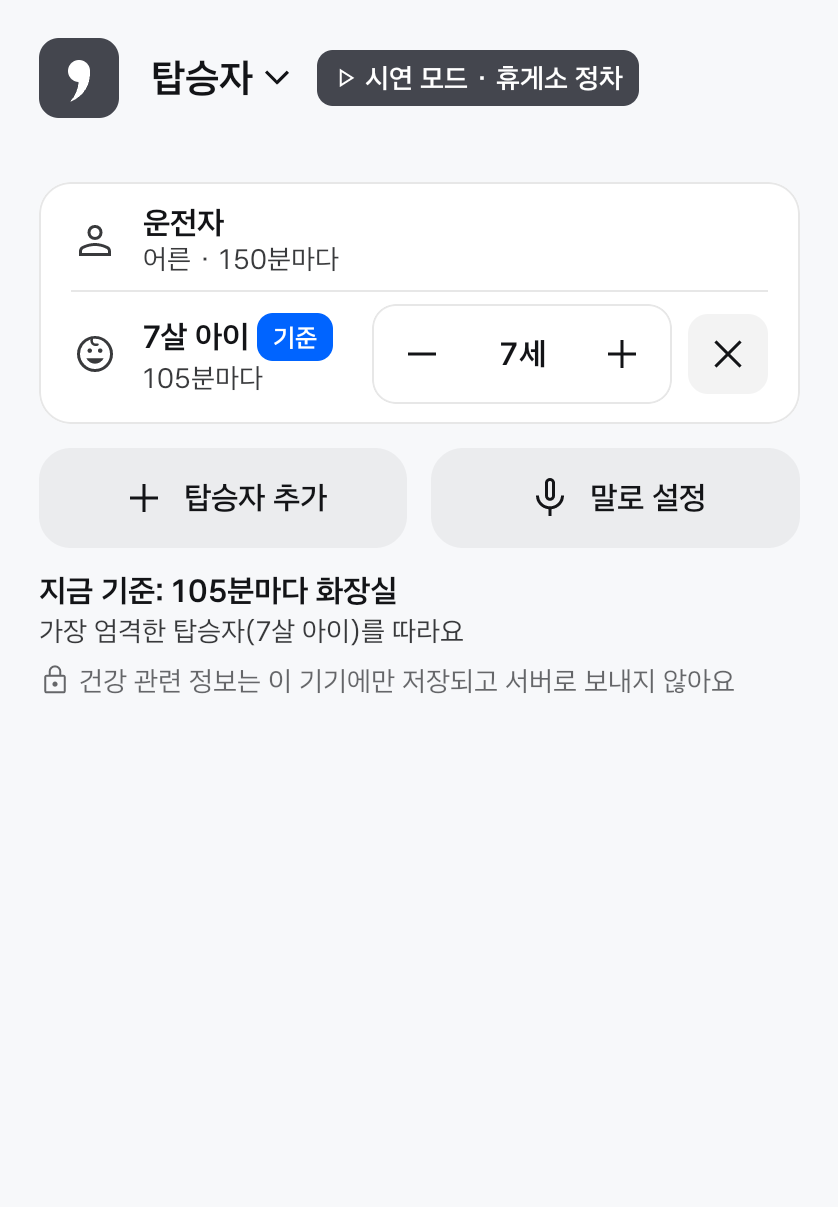 탑승자
시연 모드 · 휴게소 정차
운전자
어른 · 150분마다
7살 아이 기준
105분마다
7세
탑승자 추가
말로 설정
지금 기준: 105분마다 화장실
가장 엄격한 탑승자(7살 아이)를 따라요
건강 관련 정보는 이 기기에만 저장되고 서버로 보내지 않아요